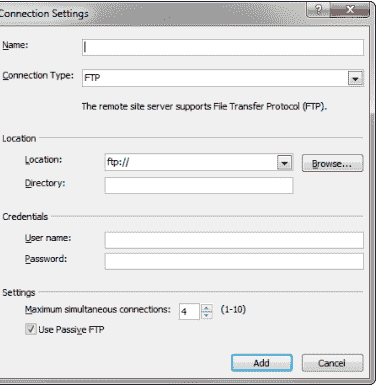 Connection Settings
Name:
Connection Type: FTP
The remote site server supports File Transfer Protocol (FTP).
Location
Location: ftp:// Browse...
Directory:
Credentials
User name:
Password:
Settings
Maximum simultaneous connections: 4 (1-10)
Use Passive FTP
Add Cancel